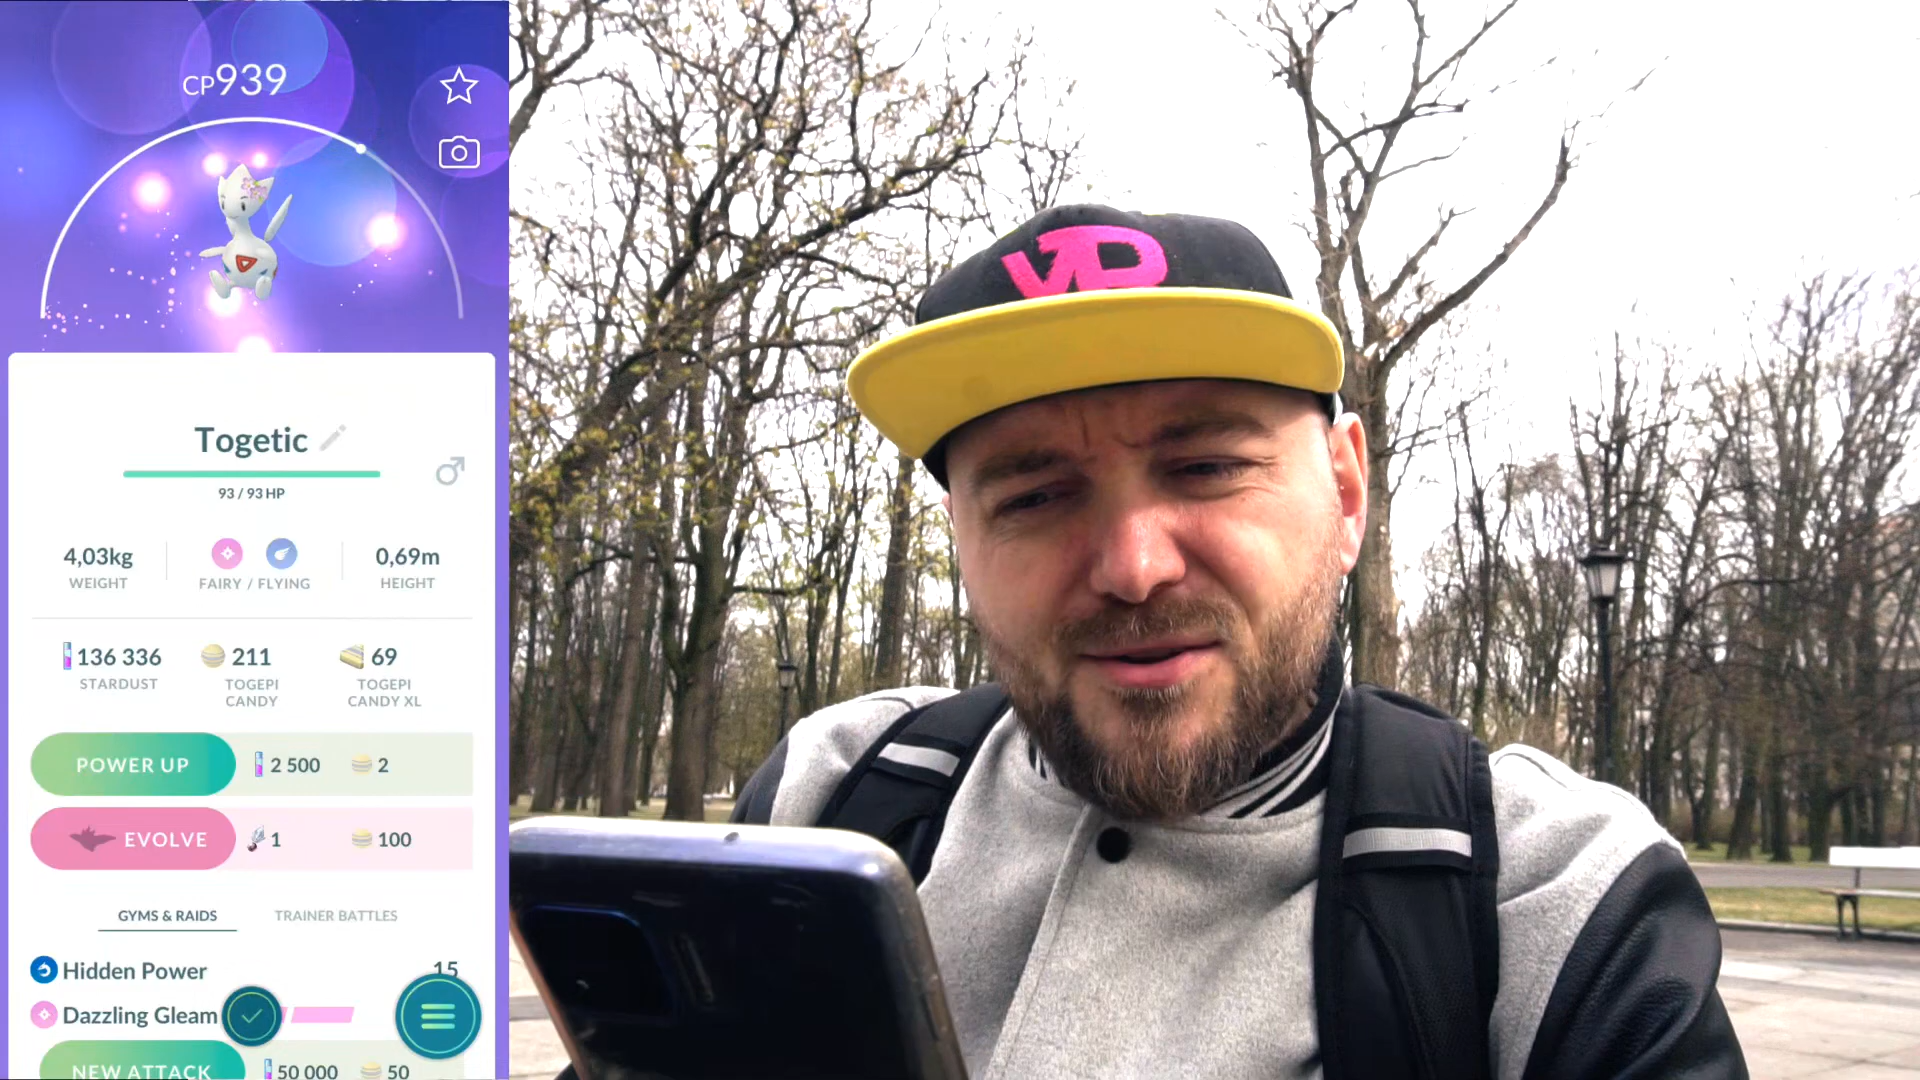 CP939
Togetic
93 / 93 HP
4,03kg
WEIGHT
FAIRY / FLYING
0,69m
HEIGHT
136 336
STARDUST
211
TOGEPI
CANDY
69
TOGEPI
CANDY XL
POWER UP
2 500
2
EVOLVE
1
100
GYMS & RAIDS
TRAINER BATTLES
Hidden Power
15
Dazzling Gleam
NEW ATTACK
50 000
50
VD